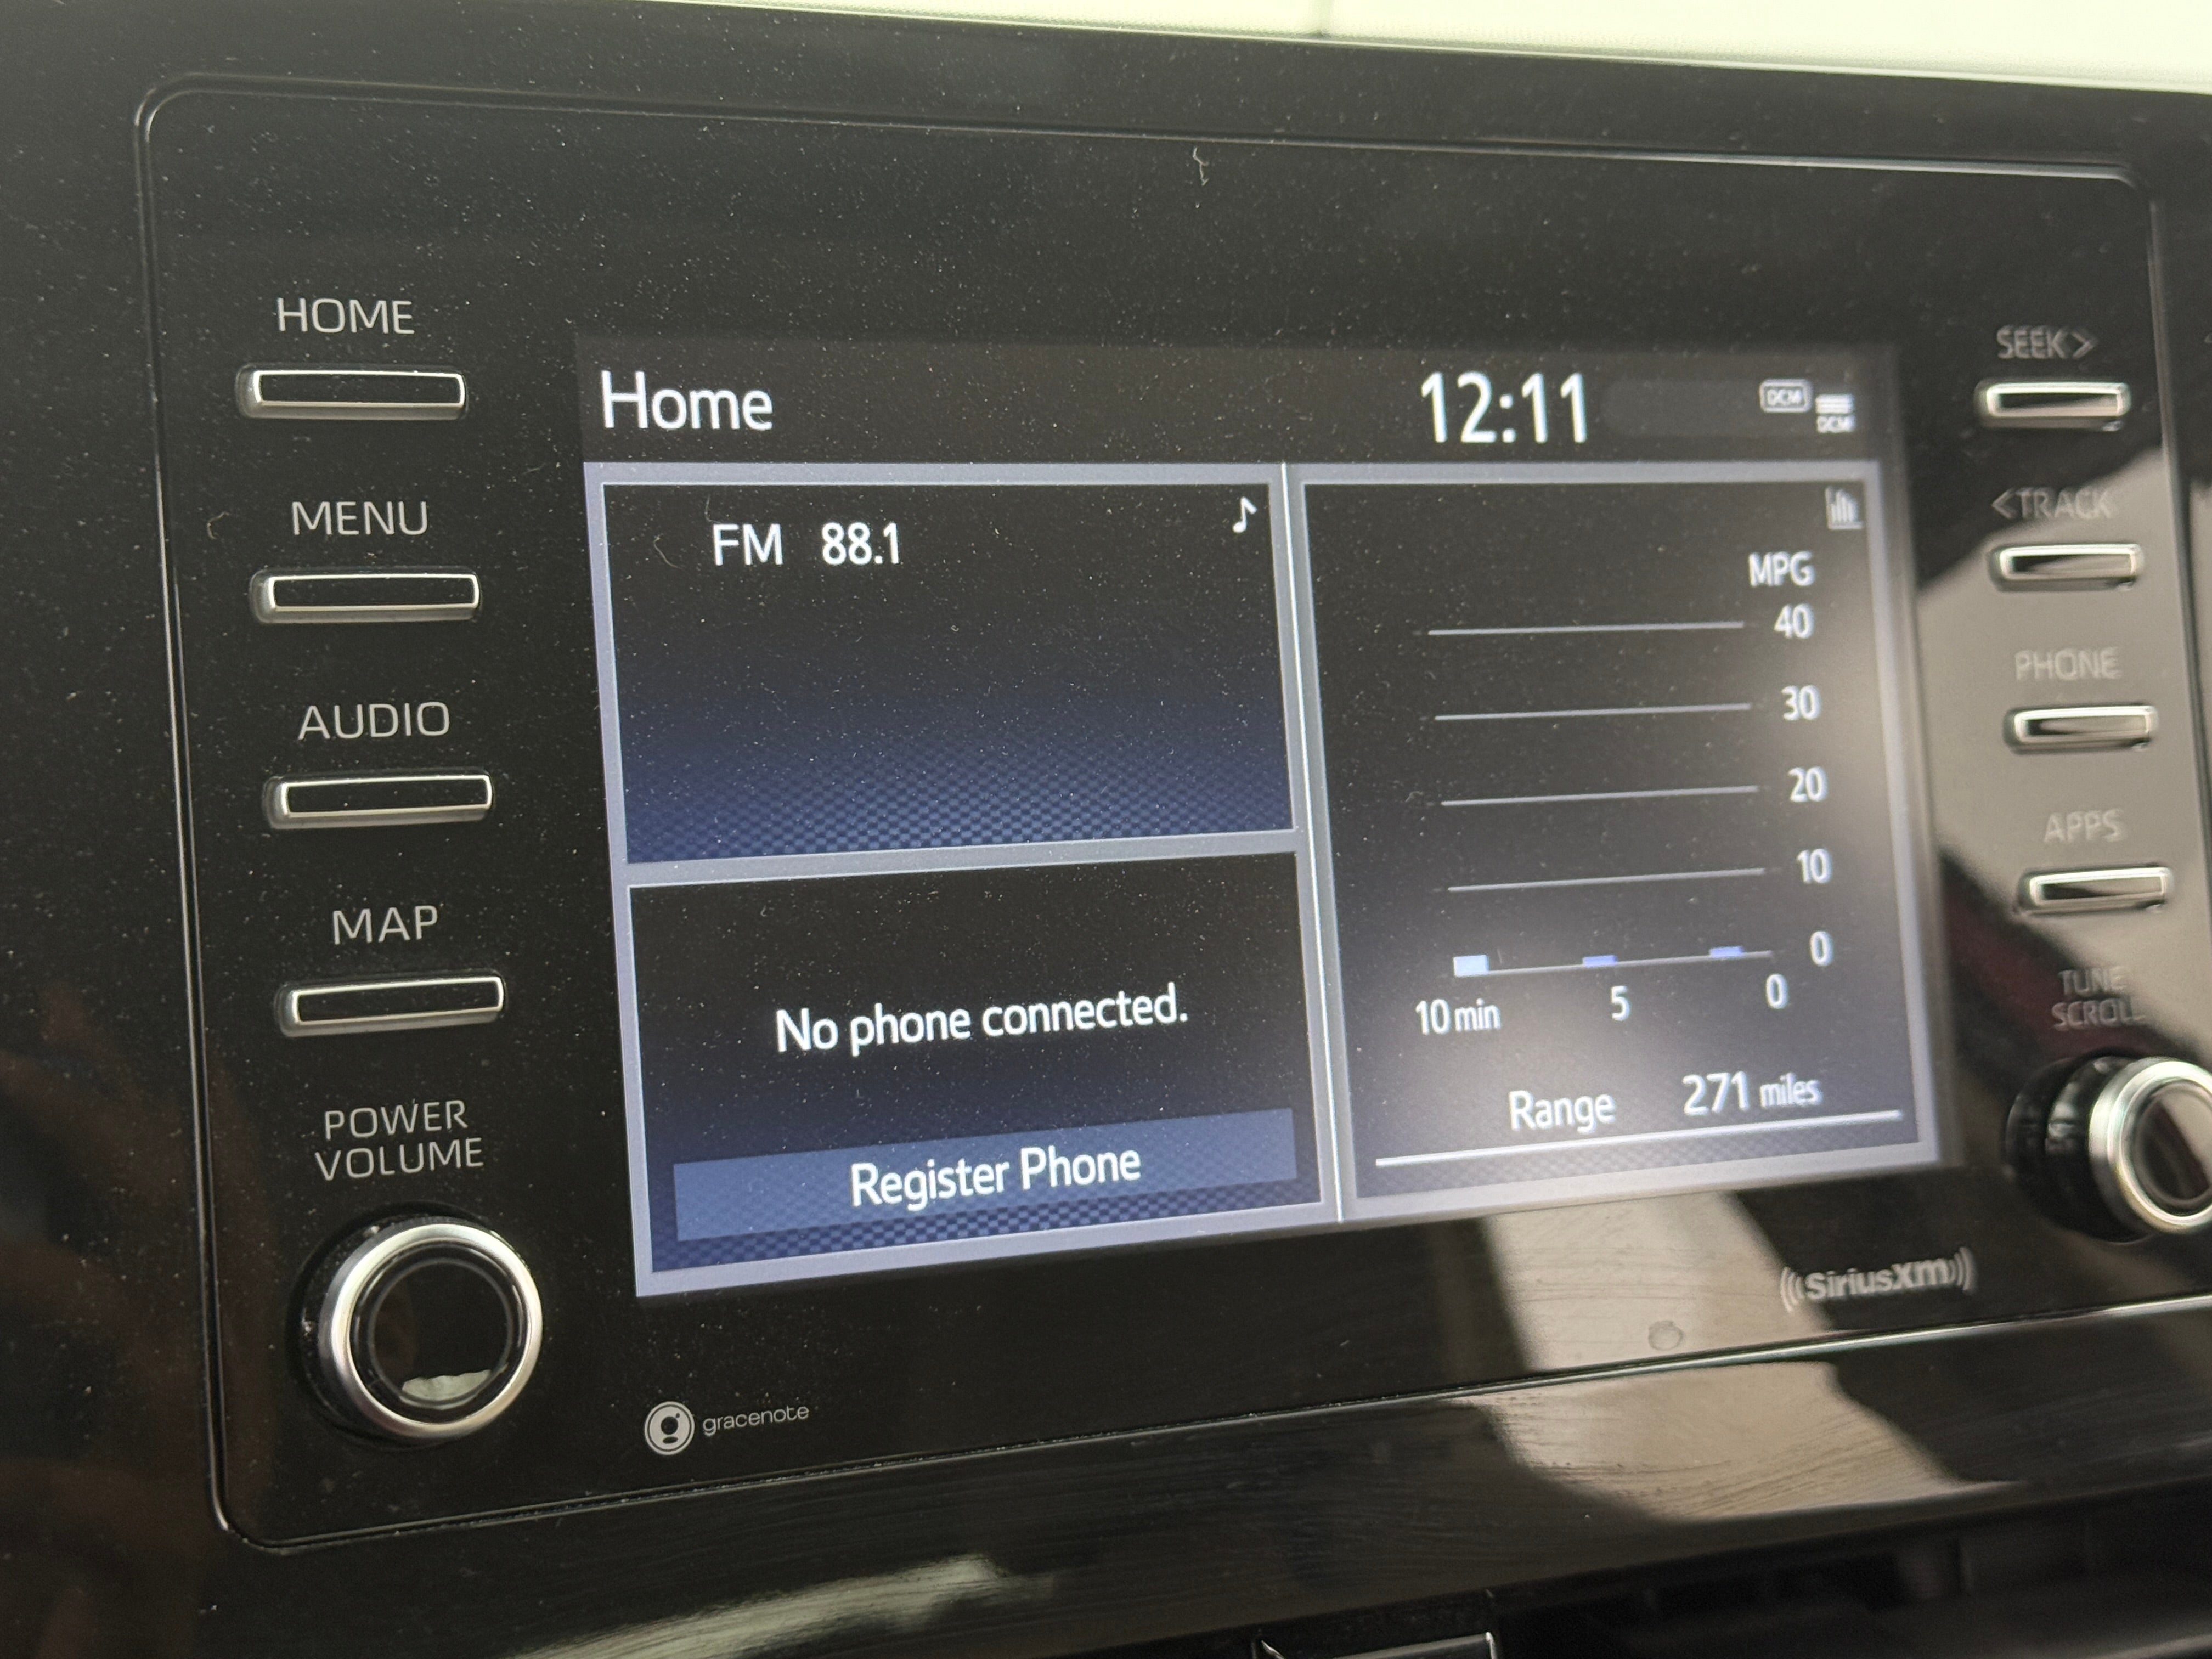 HOME
MENU
AUDIO
MAP
POWER
VOLUME
Home
12:11
DCM
DCM
FM 88.1
No phone connected.
Register Phone
MPG
40
30
20
10
0
10 min 5 0
Range 271 miles
SEEK >
< TRACK
PHONE
APPS
TUNE
SCROLL
gracenote
((SiriusXM))